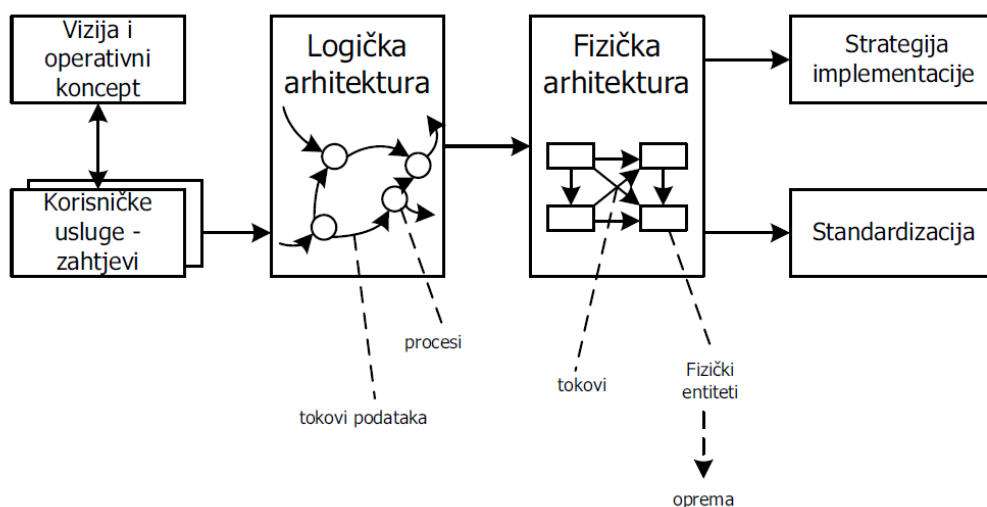 Vizija i
operativni
koncept
Korisničke
usluge -
zahtjevi
Logička
arhitektura
Fizička
arhitektura
Strategija
implementacije
Standardizacija
procesi
tokovi podataka
tokovi
Fizički
entiteti
oprema